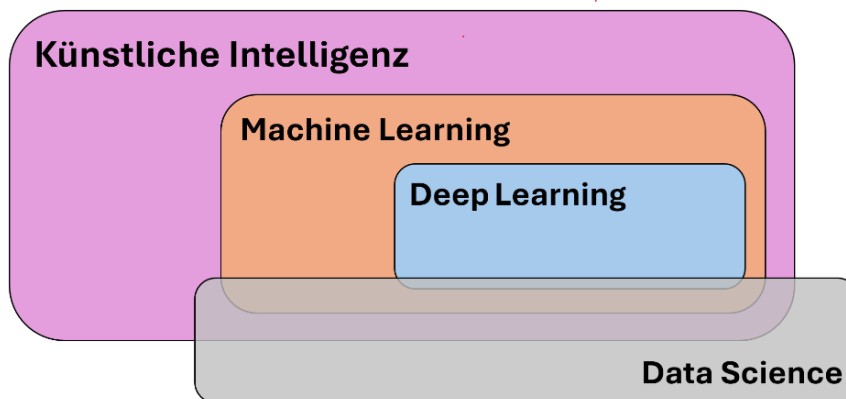 Künstliche Intelligenz
Machine Learning
Deep Learning
Data Science